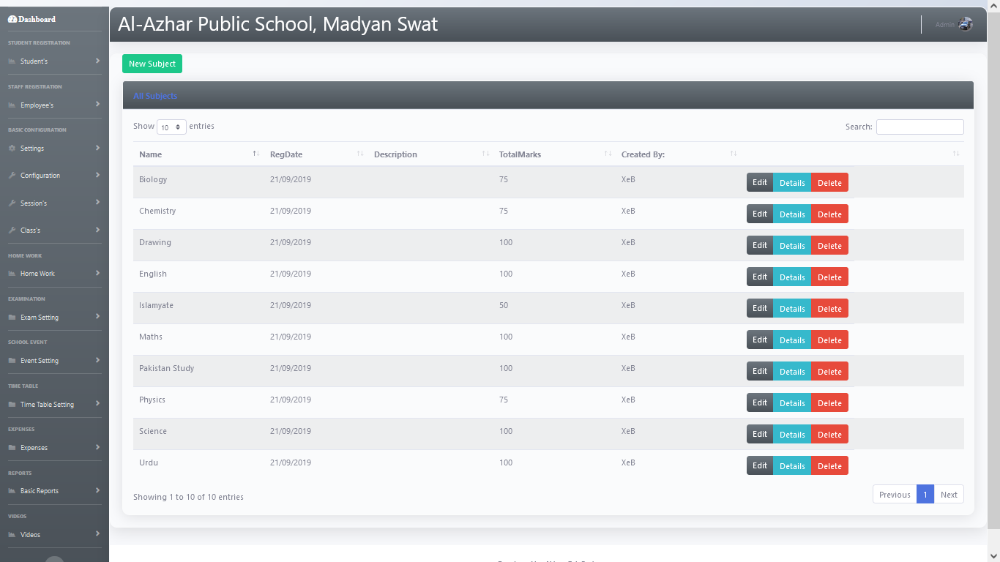 Dashboard
Al-Azhar Public School, Madyan Swat
Admin
STUDENT REGISTRATION
Student's
STAFF REGISTRATION
Employee's
BASIC CONFIGURATION
Settings
Configuration
Session's
Class's
HOME WORK
Home Work
EXAMINATION
Exam Setting
SCHOOL EVENT
Event Setting
TIME TABLE
Time Table Setting
EXPENSES
Expenses
REPORTS
Basic Reports
VIDEOS
Videos
New Subject
All Subjects
Show 10 entries Search:
Name RegDate Description TotalMarks Created By:
Biology 21/09/2019 75 XeB Edit Details Delete
Chemistry 21/09/2019 75 XeB Edit Details Delete
Drawing 21/09/2019 100 XeB Edit Details Delete
English 21/09/2019 100 XeB Edit Details Delete
Islamyate 21/09/2019 50 XeB Edit Details Delete
Maths 21/09/2019 100 XeB Edit Details Delete
Pakistan Study 21/09/2019 100 XeB Edit Details Delete
Physics 21/09/2019 75 XeB Edit Details Delete
Science 21/09/2019 100 XeB Edit Details Delete
Urdu 21/09/2019 100 XeB Edit Details Delete
Showing 1 to 10 of 10 entries Previous 1 Next